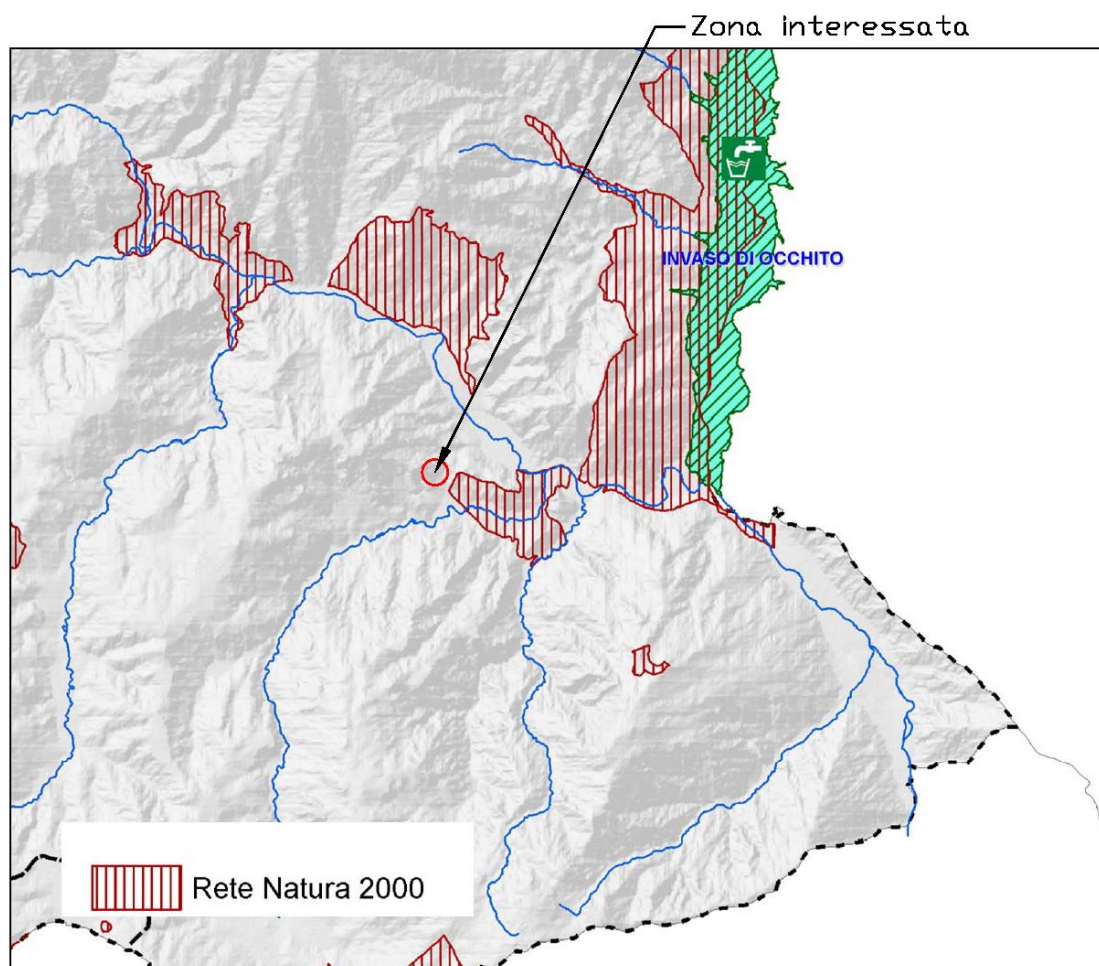 Zona interessata
INVASO DI OCCHITO
Rete Natura 2000